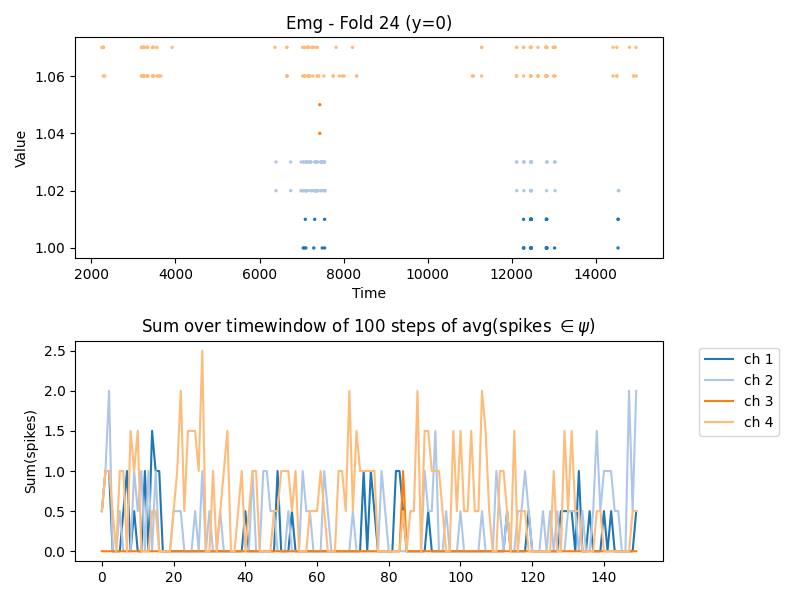 Emg - Fold 24 (y=0)
Value
1.06
1.04
1.02
1.00
2000 4000 6000 8000 10000 12000 14000
Time
Sum over timewindow of 100 steps of avg(spikes ∈ ψ)
Sum(spikes)
2.5
2.0
1.5
1.0
0.5
0.0
0 20 40 60 80 100 120 140
ch 1
ch 2
ch 3
ch 4